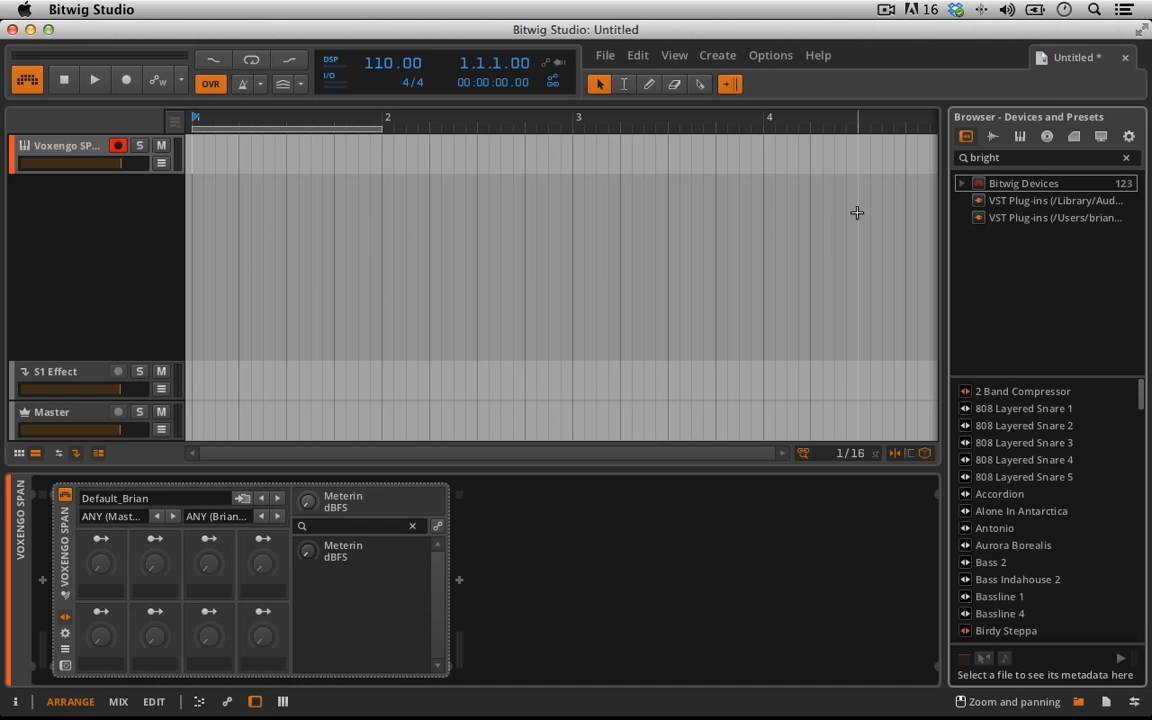 Bitwig Studio
16
Bitwig Studio: Untitled
OVR
DSP
I/O
110.00
4/4
1.1.1.00
00:00:00.00
File Edit View Create Options Help
Untitled *
2 3 4
Voxengo SP... S M
S1 Effect S M
Master S M
1/16
Browser - Devices and Presets
bright
Bitwig Devices 123
VST Plug-ins (/Library/Aud...
VST Plug-ins (/Users/brian...
2 Band Compressor
808 Layered Snare 1
808 Layered Snare 2
808 Layered Snare 3
808 Layered Snare 4
808 Layered Snare 5
Accordion
Alone In Antarctica
Antonio
Aurora Borealis
Bass 2
Bass Indahouse 2
Bassline 1
Bassline 4
Birdy Steppa
Select a file to see its metadata here
VOXENGO SPAN
VOXENGO SPAN
Default_Brian
ANY (Mast... ANY (Brian...
Meterin
dBFS
Meterin
dBFS
i ARRANGE MIX EDIT
Zoom and panning